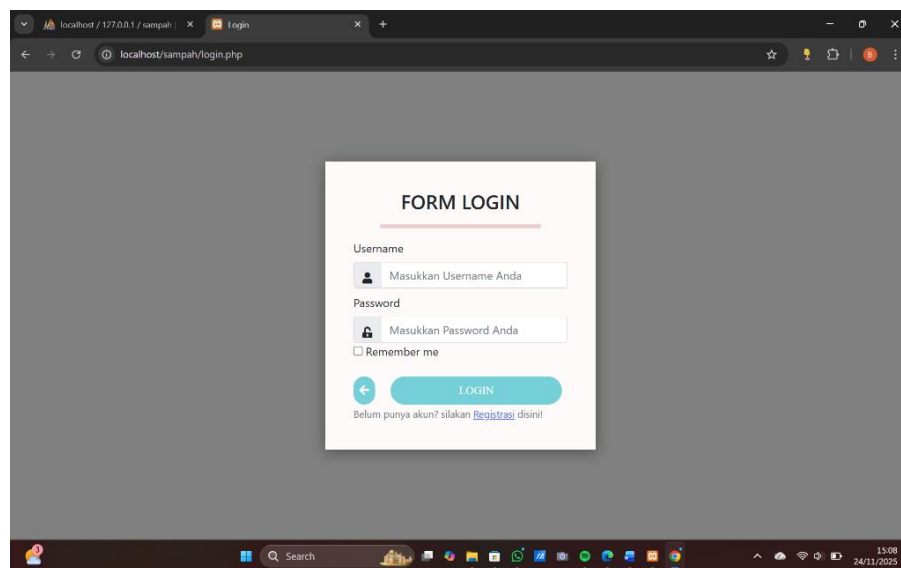 localhost / 127.0.0.1 / sampah |
Login
localhost/sampah/login.php
B
FORM LOGIN
Username
Masukkan Username Anda
Password
Masukkan Password Anda
Remember me
LOGIN
Belum punya akun? silakan Registrasi disini!
3
Search
15:08
24/11/2025